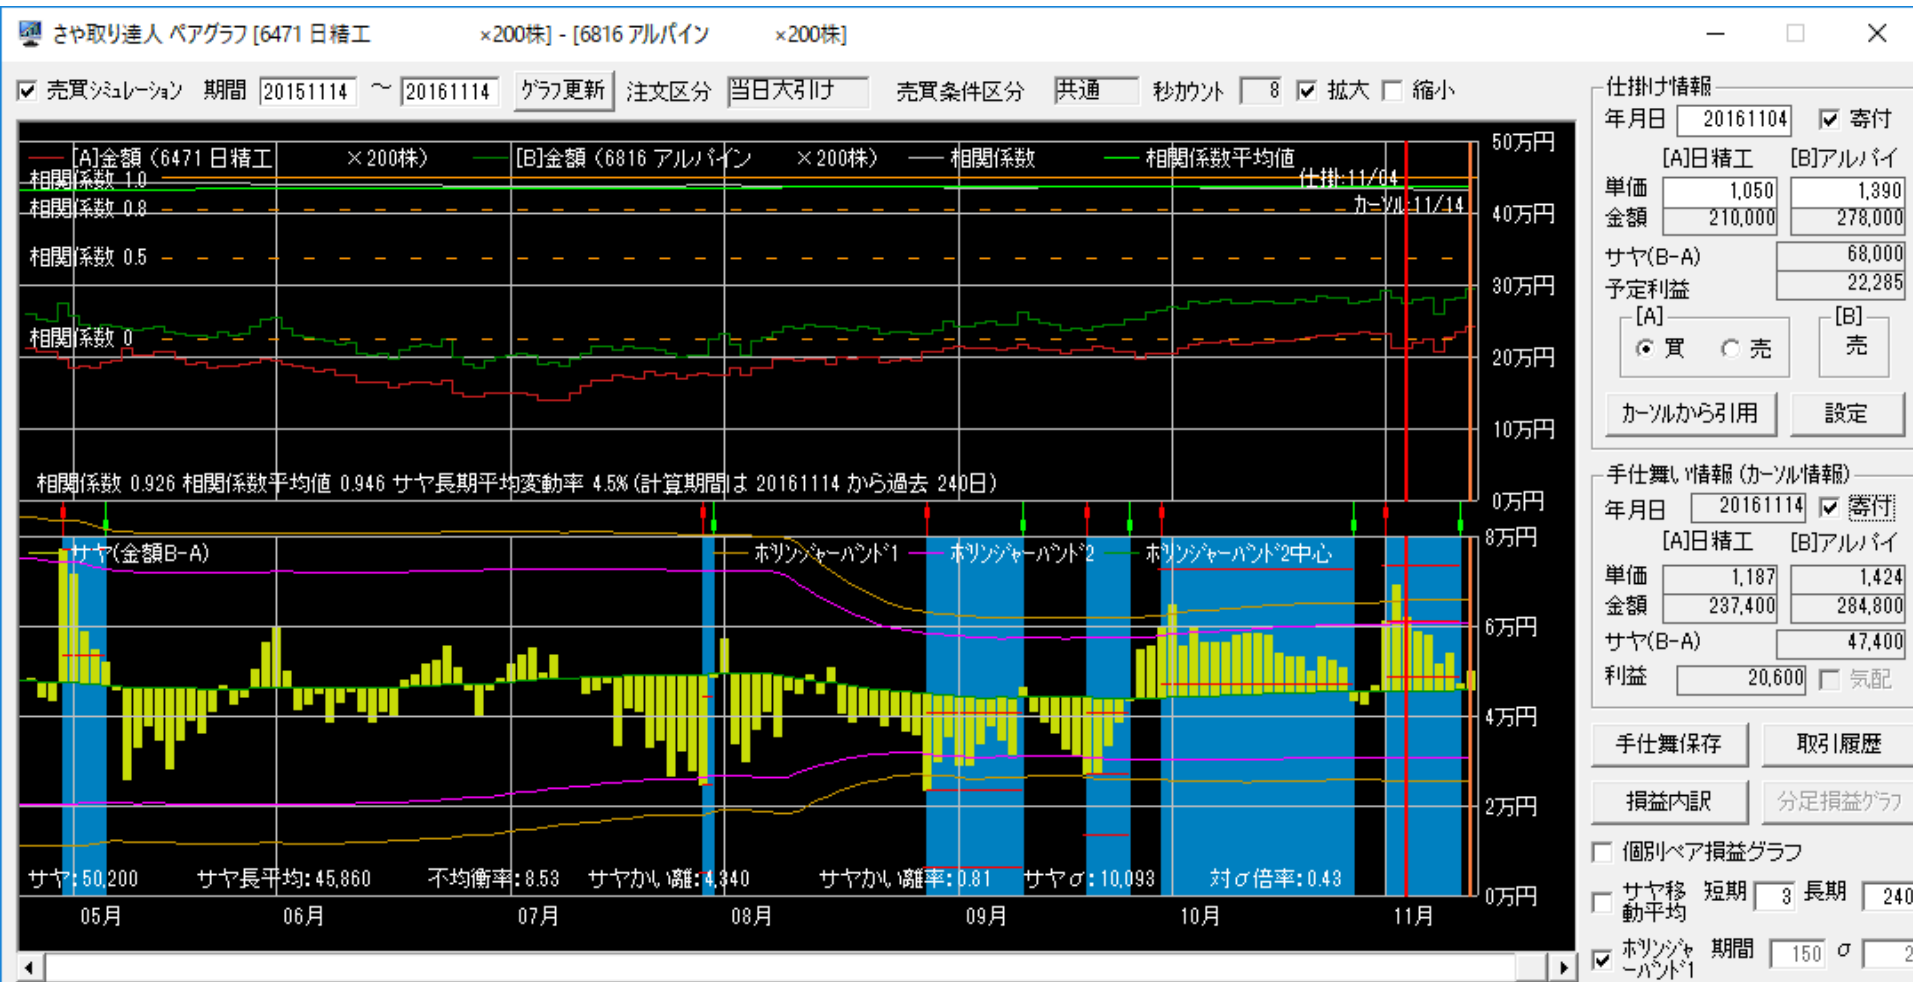 さや取り達人 ペアグラフ [6471 日精工 ×200株] - [6816 アルパイン ×200株]
売買ｼﾐｭﾚｰｼｮﾝ 期間 20151114 ～ 20161114 ｸﾞﾗﾌ更新 注文区分 当日大引け 売買条件区分 共通 秒ｶｳﾝﾄ 8 拡大 縮小
[A]金額 (6471 日精工 ×200株) [B]金額 (6816 アルパイン ×200株) 相関係数 相関係数平均値
50万円
相関係数 1.0
仕掛:11/04
相関係数 0.8
ｶｰｿﾙ:11/14
40万円
相関係数 0.5
30万円
相関係数 0
20万円
10万円
相関係数 0.926 相関係数平均値 0.946 サヤ長期平均変動率 4.5% (計算期間は 20161114 から過去 240日)
0万円
8万円
サヤ(金額B-A) ﾎﾞﾘﾝｼﾞｬｰﾊﾞﾝﾄﾞ1 ﾎﾞﾘﾝｼﾞｬｰﾊﾞﾝﾄﾞ2 ﾎﾞﾘﾝｼﾞｬｰﾊﾞﾝﾄﾞ2中心
6万円
4万円
2万円
サヤ:50,200 サヤ長平均:45,860 不均衡率:8.53 サヤかい離:4,340 サヤかい離率:0.81 サヤσ:10,093 対σ倍率:0.43
0万円
05月 06月 07月 08月 09月 10月 11月
仕掛け情報
年月日 20161104 寄付
[A]日精工 [B]アルパイ
単価 1,050 1,390
金額 210,000 278,000
サヤ(B-A) 68,000
予定利益 22,285
[A] [B]
買 売 売
ｶｰｿﾙから引用 設定
手仕舞い情報 (ｶｰｿﾙ情報)
年月日 20161114 寄付
[A]日精工 [B]アルパイ
単価 1,187 1,424
金額 237,400 284,800
サヤ(B-A) 47,400
利益 20,600 気配
手仕舞保存 取引履歴
損益内訳 分足損益ｸﾞﾗﾌ
個別ペア損益グラフ
サヤ移動平均 短期 3 長期 240
ﾎﾞﾘﾝｼﾞｬｰﾊﾞﾝﾄﾞ1 期間 150 σ 2